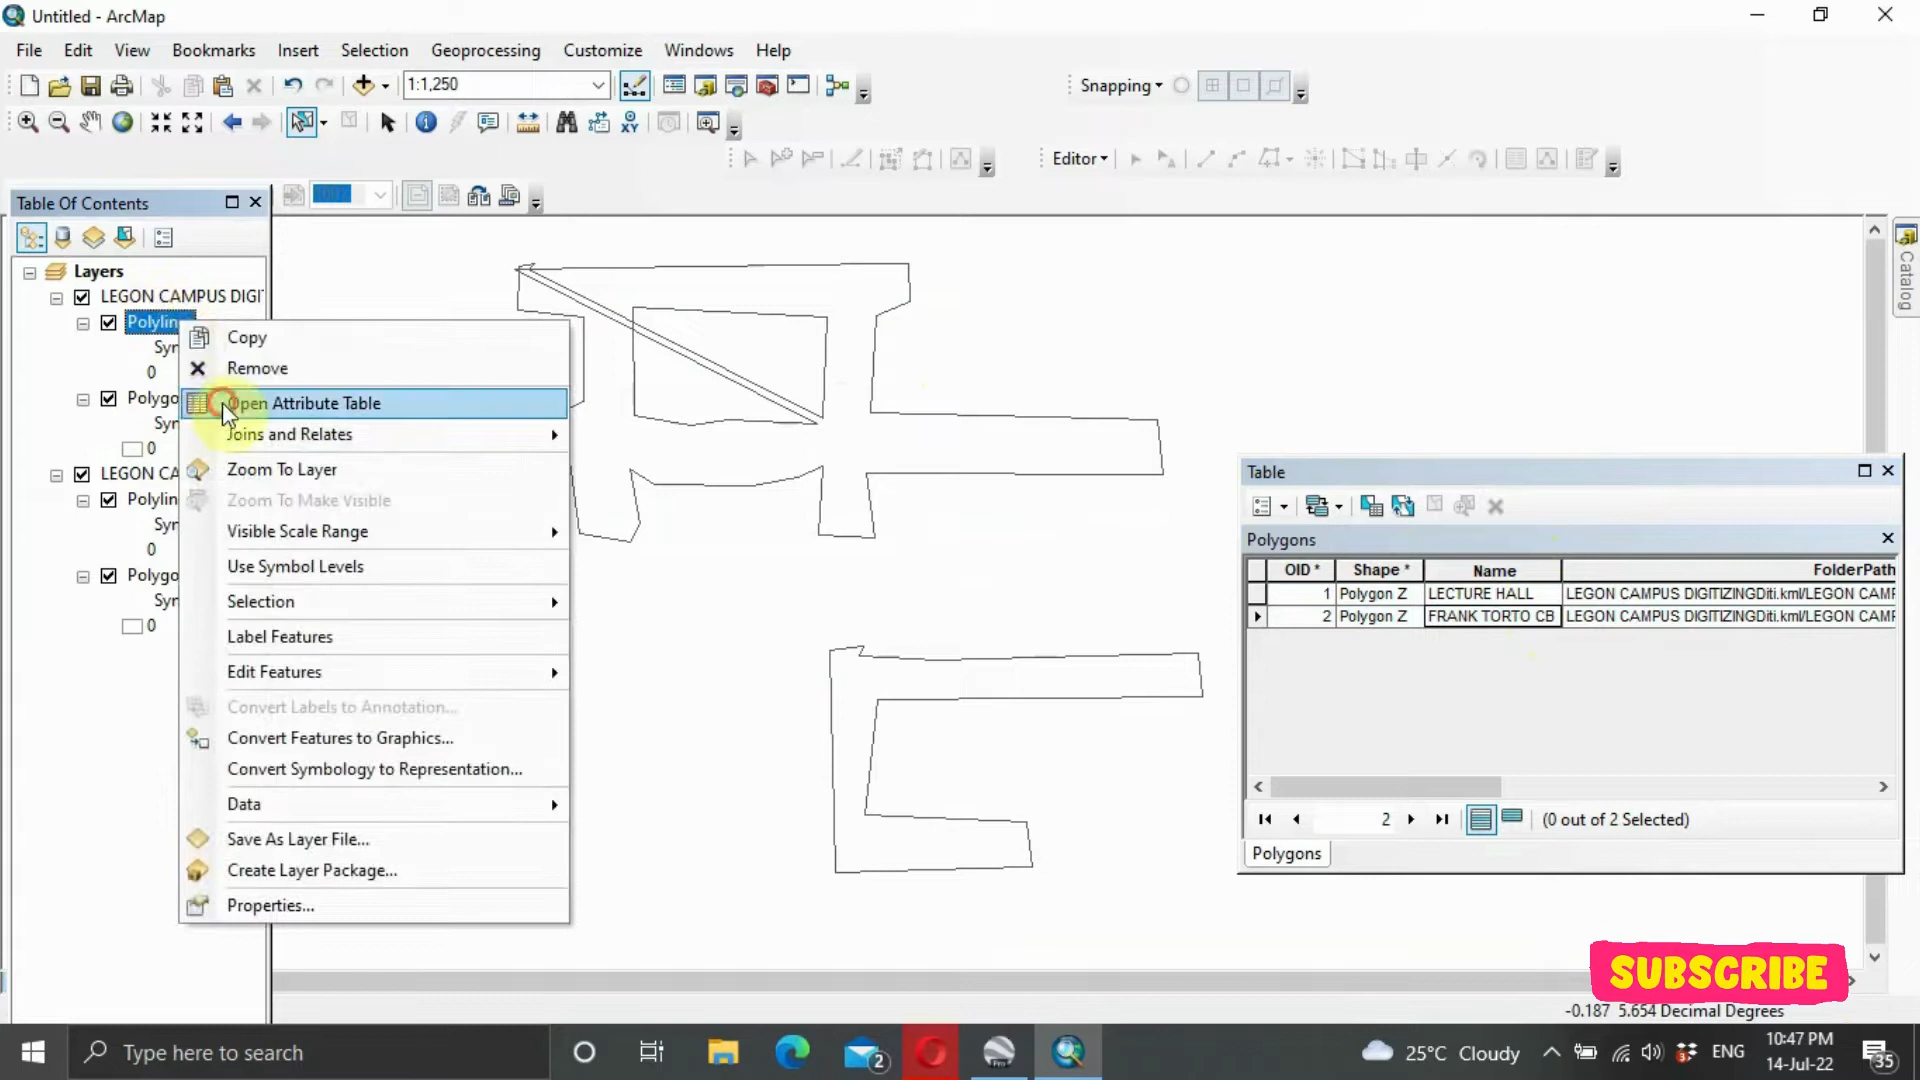 Untitled - ArcMap
File Edit View Bookmarks Insert Selection Geoprocessing Customize Windows Help
1:1,250
Snapping
Editor
Table Of Contents
Layers
LEGON CAMPUS DIGI
Polylin
Syn
0
Polygo
Syn
0
LEGON CA
Polylin
Syn
0
Polygo
Syn
0
Copy
Remove
Open Attribute Table
Joins and Relates
Zoom To Layer
Zoom To Make Visible
Visible Scale Range
Use Symbol Levels
Selection
Label Features
Edit Features
Convert Labels to Annotation...
Convert Features to Graphics...
Convert Symbology to Representation...
Data
Save As Layer File...
Create Layer Package...
Properties...
Catalog
Table
Polygons
OID * Shape * Name FolderPath
1 Polygon Z LECTURE HALL LEGON CAMPUS DIGITIZINGDiti.kml/LEGON CAMF
2 Polygon Z FRANK TORTO CB LEGON CAMPUS DIGITIZINGDiti.kml/LEGON CAMF
2 (0 out of 2 Selected)
Polygons
SUBSCRIBE
-0.187 5.654 Decimal Degrees
Type here to search
2
25°C Cloudy
ENG
10:47 PM
14-Jul-22
35